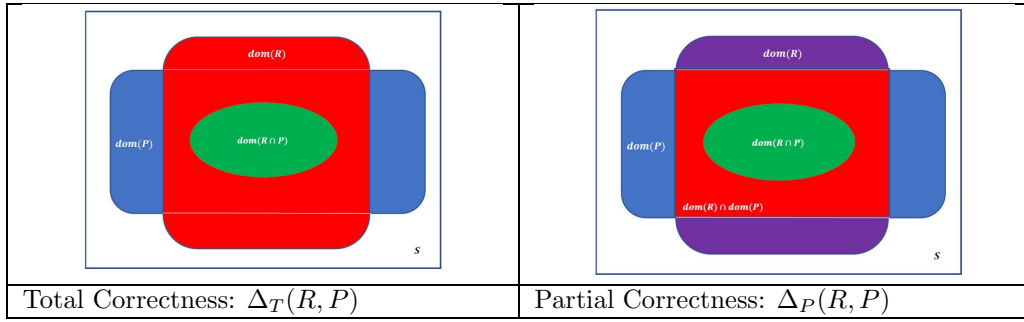 dom(R)
dom(P)
dom(R ∩ P)
S
dom(R)
dom(P)
dom(R ∩ P)
dom(R) ∩ dom(P)
S
Total Correctness: Δ_T(R, P)
Partial Correctness: Δ_P(R, P)